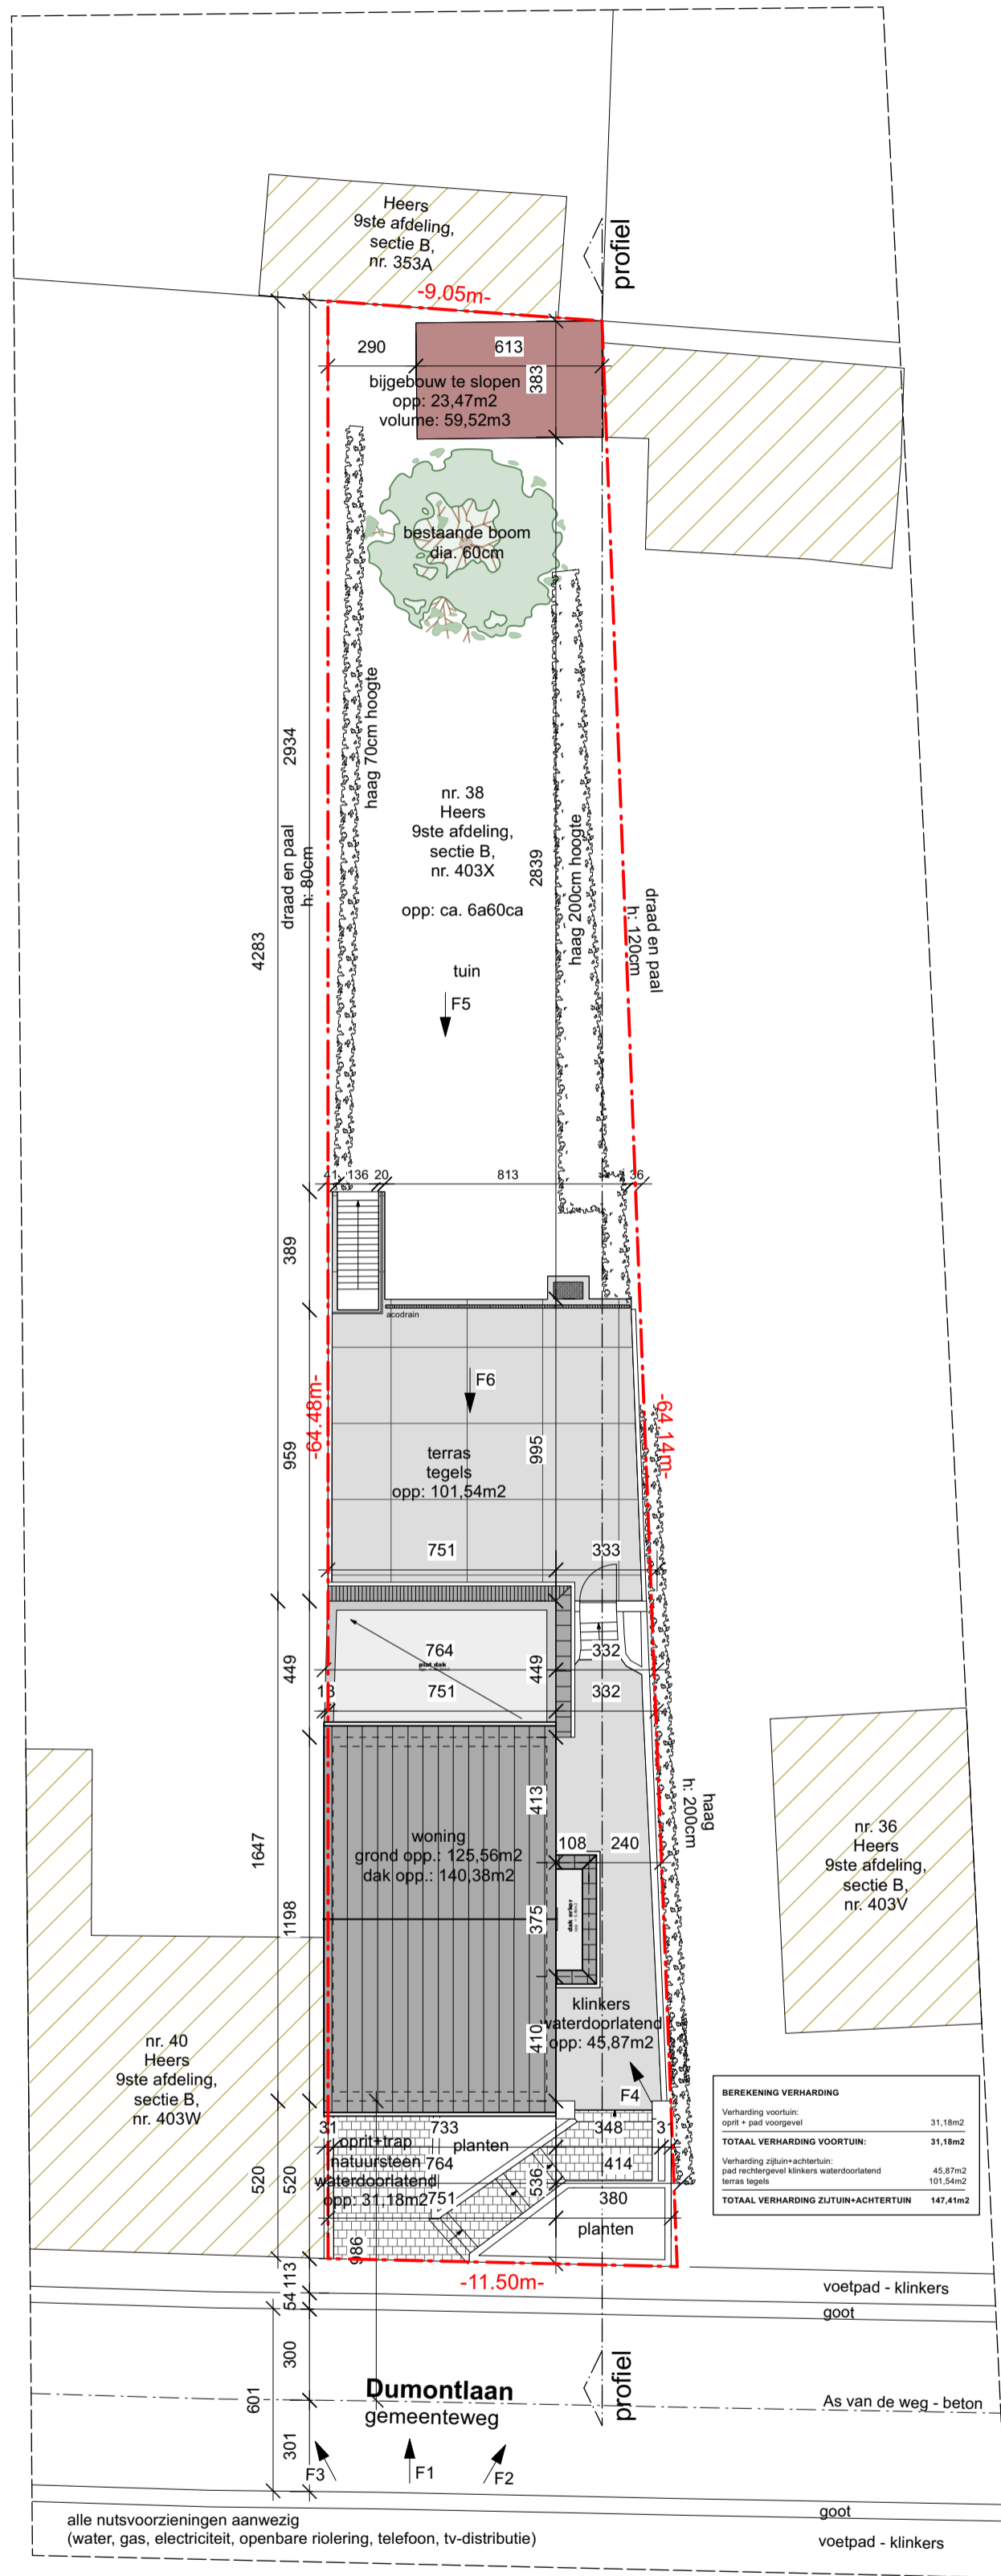 Heers
9ste afdeling,
sectie B,
nr. 353A
profiel
-9.05m-
290
613
383
bijgebouw te slopen
opp: 23,47m2
volume: 59,52m3
bestaande boom
dia. 60cm
haag 70cm hoogte
2934
draad en paal
h: 80cm
4283
nr. 38
Heers
9ste afdeling,
sectie B,
nr. 403X
opp: ca. 6a60ca
2839
haag 200cm hoogte
draad en paal
h: 120cm
tuin
F5
41
136
20
813
36
389
acodrain
F6
-64.48m-
-64.14m-
959
995
terras
tegels
opp: 101,54m2
751
333
449
764
plat dak
449
332
13
751
332
413
haag
h: 200cm
woning
grond opp.: 125,56m2
dak opp.: 140,38m2
108
240
1647
1198
375
dak erker
nr. 36
Heers
9ste afdeling,
sectie B,
nr. 403V
klinkers
waterdoorlatend
opp: 45,87m2
410
F4
nr. 40
Heers
9ste afdeling,
sectie B,
nr. 403W
31
733
348
31
oprit+trap
natuursteen
waterdoorlatend
opp: 31,18m2
planten
764
414
751
536
380
planten
520
520
986
BEREKENING VERHARDING
Verharding voortuin:
oprit + pad voorgevel 31,18m2
TOTAAL VERHARDING VOORTUIN: 31,18m2
Verharding zijtuin+achtertuin:
pad rechtergevel klinkers waterdoorlatend 45,87m2
terras tegels 101,54m2
TOTAAL VERHARDING ZIJTUIN+ACHTERTUIN 147,41m2
-11.50m-
113
54
voetpad - klinkers
goot
300
601
Dumontlaan
gemeenteweg
profiel
As van de weg - beton
301
F3
F1
F2
goot
alle nutsvoorzieningen aanwezig
(water, gas, electriciteit, openbare riolering, telefoon, tv-distributie)
voetpad - klinkers